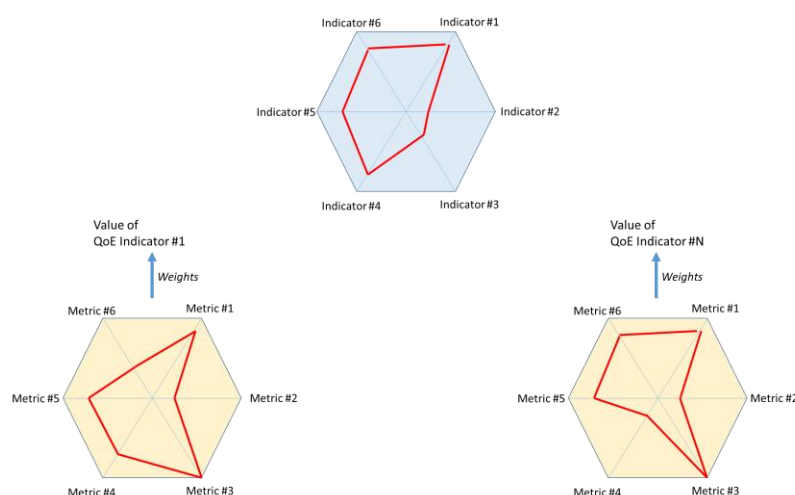 Indicator #6
Indicator #1
Indicator #5
Indicator #2
Indicator #4
Indicator #3
Value of
QoE Indicator #1
Weights
Metric #6
Metric #1
Metric #5
Metric #2
Metric #4
Metric #3
Value of
QoE Indicator #N
Weights
Metric #6
Metric #1
Metric #5
Metric #2
Metric #4
Metric #3